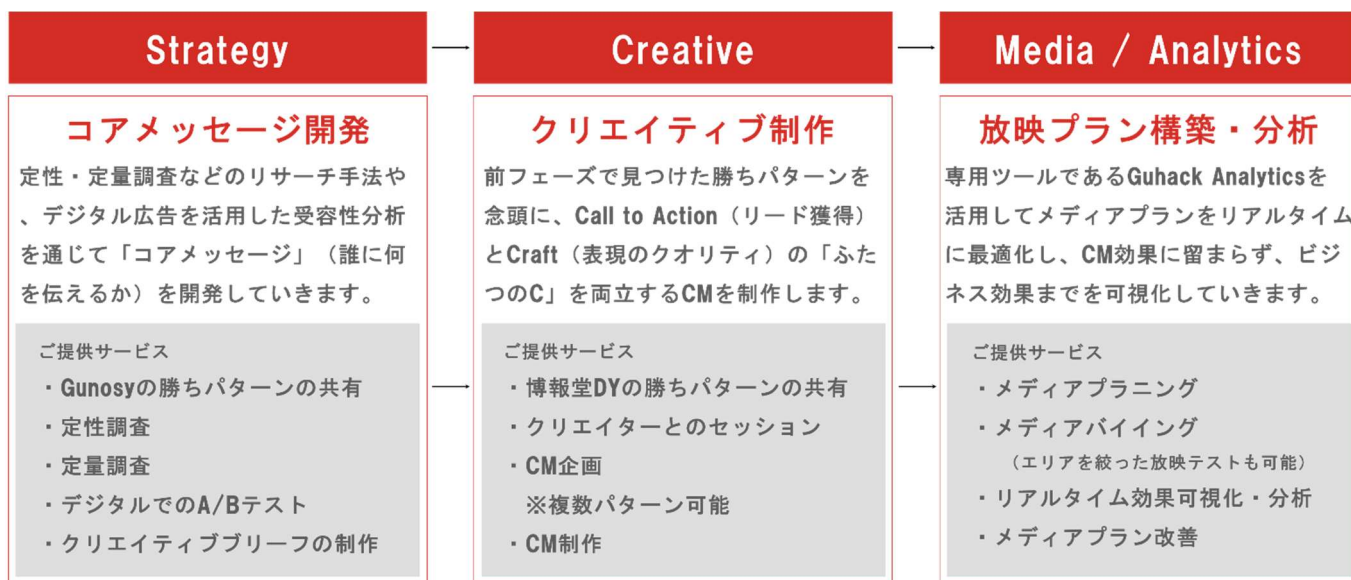 Strategy
コアメッセージ開発
定性・定量調査などのリサーチ手法や
、デジタル広告を活用した受容性分析
を通じて「コアメッセージ」（誰に何
を伝えるか）を開発していきます。
ご提供サービス
・Gunosyの勝ちパターンの共有
・定性調査
・定量調査
・デジタルでのA/Bテスト
・クリエイティブブリーフの制作
Creative
クリエイティブ制作
前フェーズで見つけた勝ちパターンを
念頭に、Call to Action（リード獲得）
とCraft（表現のクオリティ）の「ふた
つのC」を両立するCMを制作します。
ご提供サービス
・博報堂DYの勝ちパターンの共有
・クリエイターとのセッション
・CM企画
※複数パターン可能
・CM制作
Media / Analytics
放映プラン構築・分析
専用ツールであるGuhack Analyticsを
活用してメディアプランをリアルタイム
に最適化し、CM効果に留まらず、ビジ
ネス効果までを可視化していきます。
ご提供サービス
・メディアプラニング
・メディアバイイング
（エリアを絞った放映テストも可能）
・リアルタイム効果可視化・分析
・メディアプラン改善